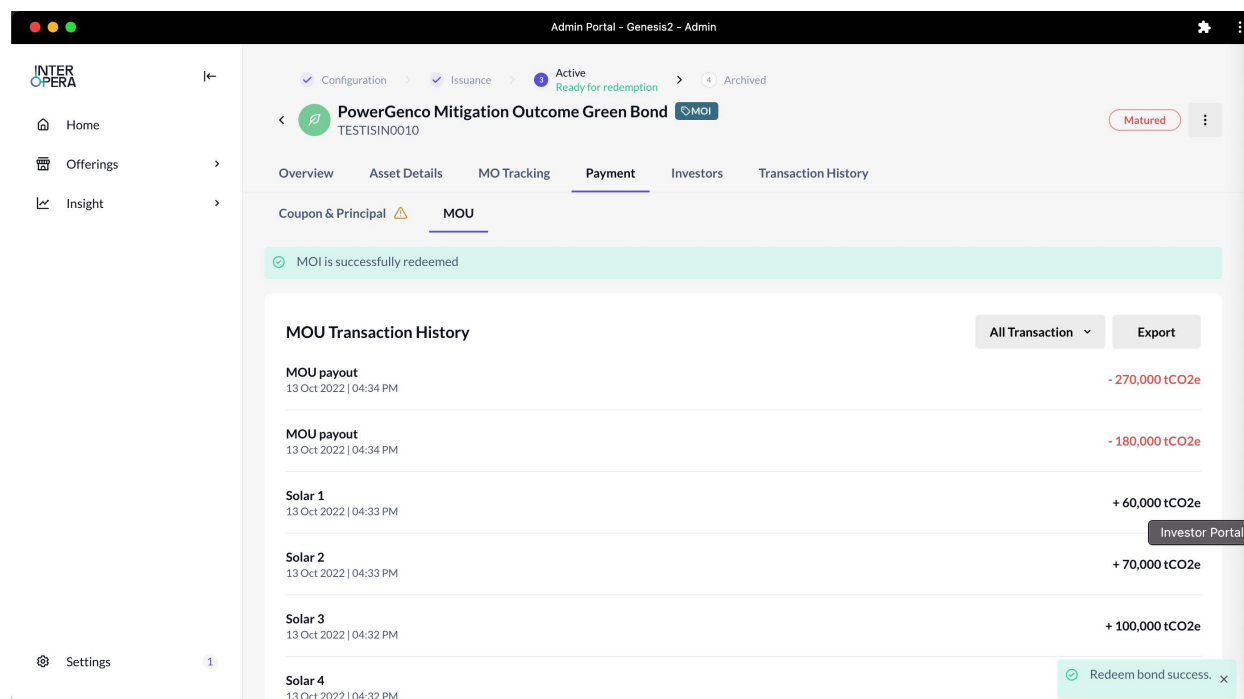 Admin Portal - Genesis2 - Admin
INTER
OPERA
Home
Offerings
Insight
Settings
1
Configuration
Issuance
3
Active
Ready for redemption
4
Archived
PowerGenco Mitigation Outcome Green Bond
MOI
TESTISIN0010
Matured
Overview
Asset Details
MO Tracking
Payment
Investors
Transaction History
Coupon & Principal
MOU
MOI is successfully redeemed
MOU Transaction History
All Transaction
Export
MOU payout
13 Oct 2022 | 04:34 PM
- 270,000 tCO2e
MOU payout
13 Oct 2022 | 04:34 PM
- 180,000 tCO2e
Solar 1
13 Oct 2022 | 04:33 PM
+ 60,000 tCO2e
Investor Portal
Solar 2
13 Oct 2022 | 04:33 PM
+ 70,000 tCO2e
Solar 3
13 Oct 2022 | 04:32 PM
+ 100,000 tCO2e
Solar 4
13 Oct 2022 | 04:32 PM
Redeem bond success.